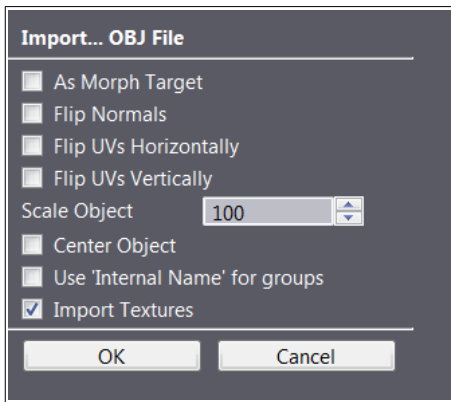 Import... OBJ File
As Morph Target
Flip Normals
Flip UVs Horizontally
Flip UVs Vertically
Scale Object 100
Center Object
Use 'Internal Name' for groups
Import Textures
OK Cancel